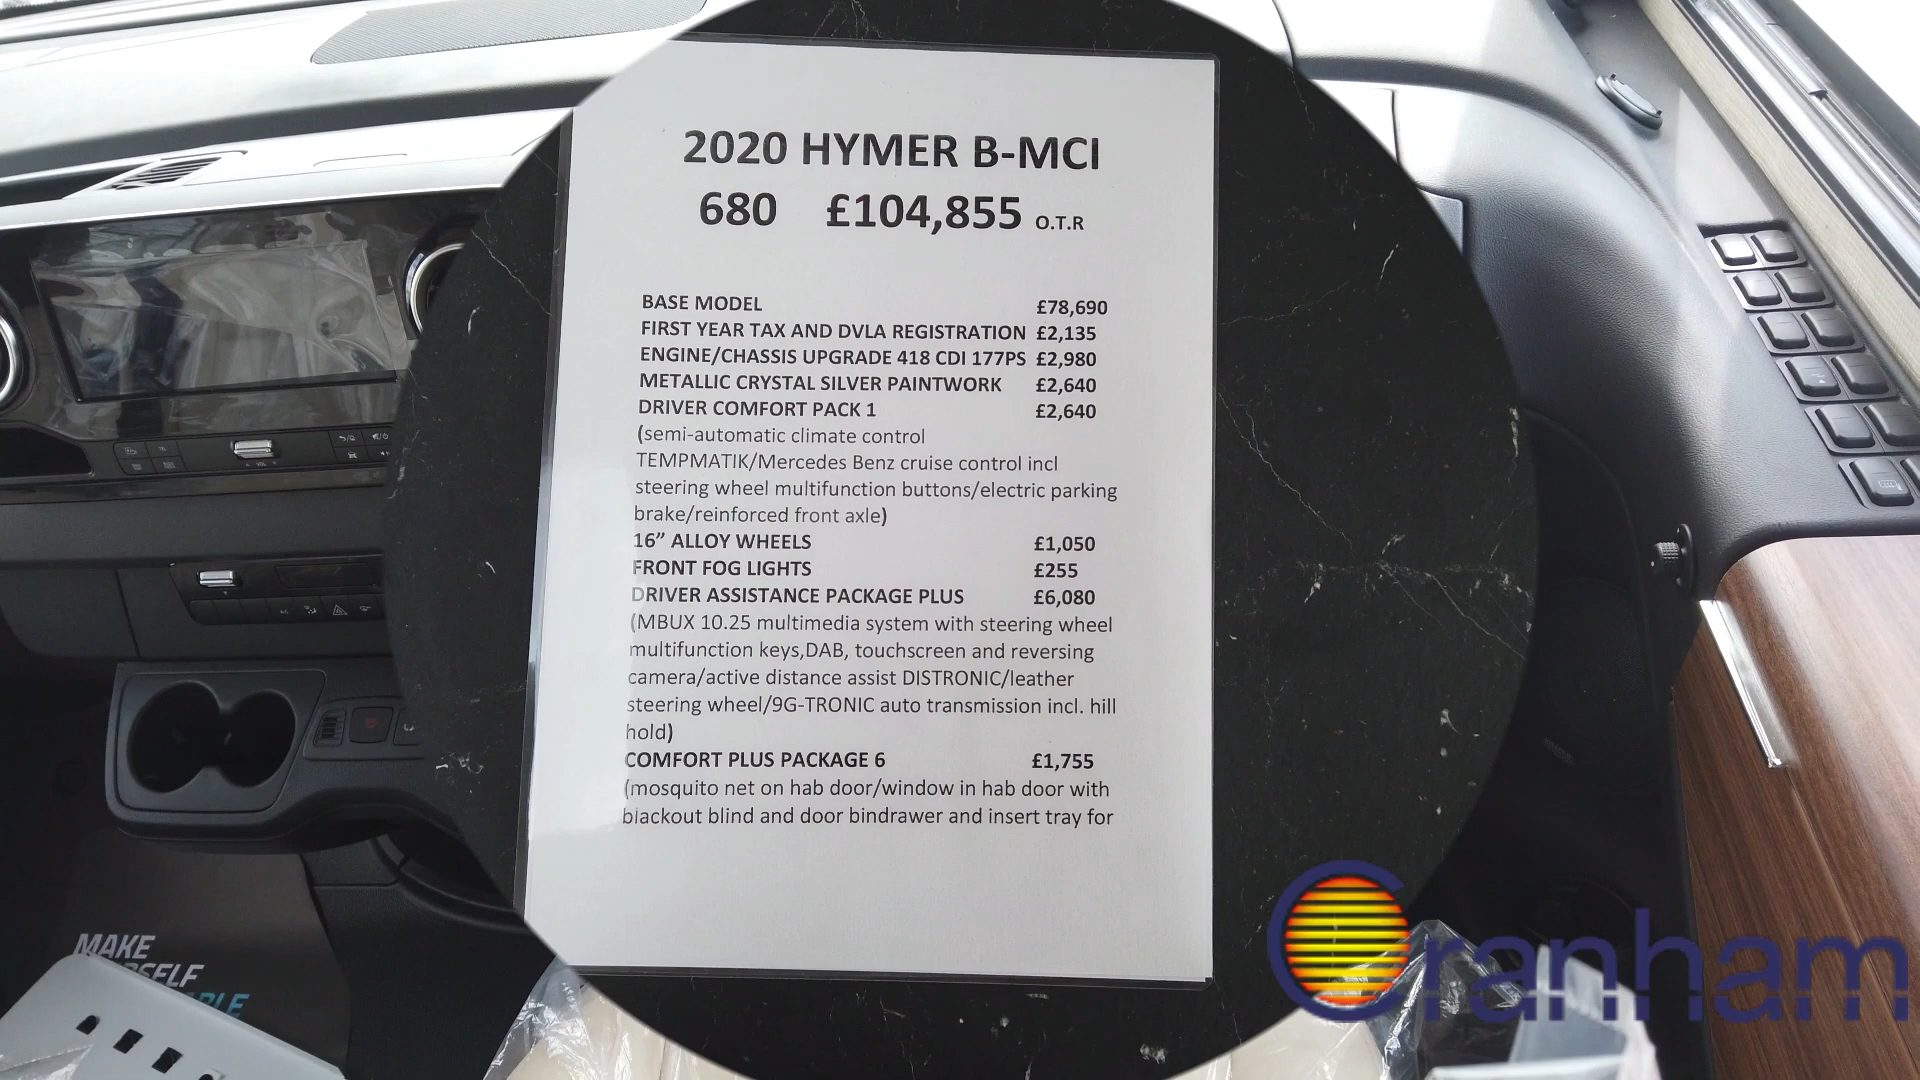 2020 HYMER B-MCI
680 £104,855 O.T.R
BASE MODEL £78,690
FIRST YEAR TAX AND DVLA REGISTRATION £2,135
ENGINE/CHASSIS UPGRADE 418 CDI 177PS £2,980
METALLIC CRYSTAL SILVER PAINTWORK £2,640
DRIVER COMFORT PACK 1 £2,640
(semi-automatic climate control
TEMPMATIK/Mercedes Benz cruise control incl
steering wheel multifunction buttons/electric parking
brake/reinforced front axle)
16” ALLOY WHEELS £1,050
FRONT FOG LIGHTS £255
DRIVER ASSISTANCE PACKAGE PLUS £6,080
(MBUX 10.25 multimedia system with steering wheel
multifunction keys,DAB, touchscreen and reversing
camera/active distance assist DISTRONIC/leather
steering wheel/9G-TRONIC auto transmission incl. hill
hold)
COMFORT PLUS PACKAGE 6 £1,755
(mosquito net on hab door/window in hab door with
blackout blind and door bindrawer and insert tray for
MAKE
Cranham